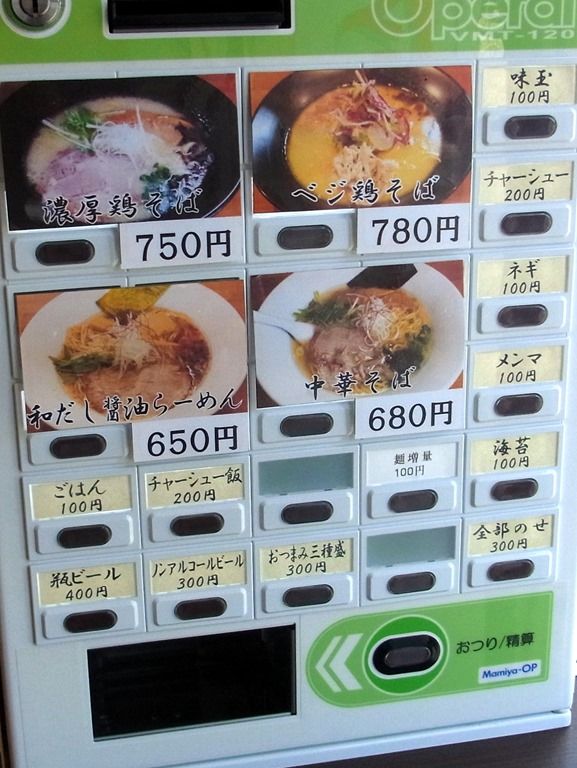 Opera
VMT-120
濃厚鶏そば
750円
ベジ鶏そば
780円
味玉
100円
チャーシュー
200円
和だし醤油らーめん
650円
中華そば
680円
ネギ
100円
メンマ
100円
ごはん
100円
チャーシュー飯
200円
麺増量
100円
海苔
100円
瓶ビール
400円
ノンアルコールビール
300円
おつまみ三種盛
300円
全部のせ
300円
おつり/精算
Mamiya-OP